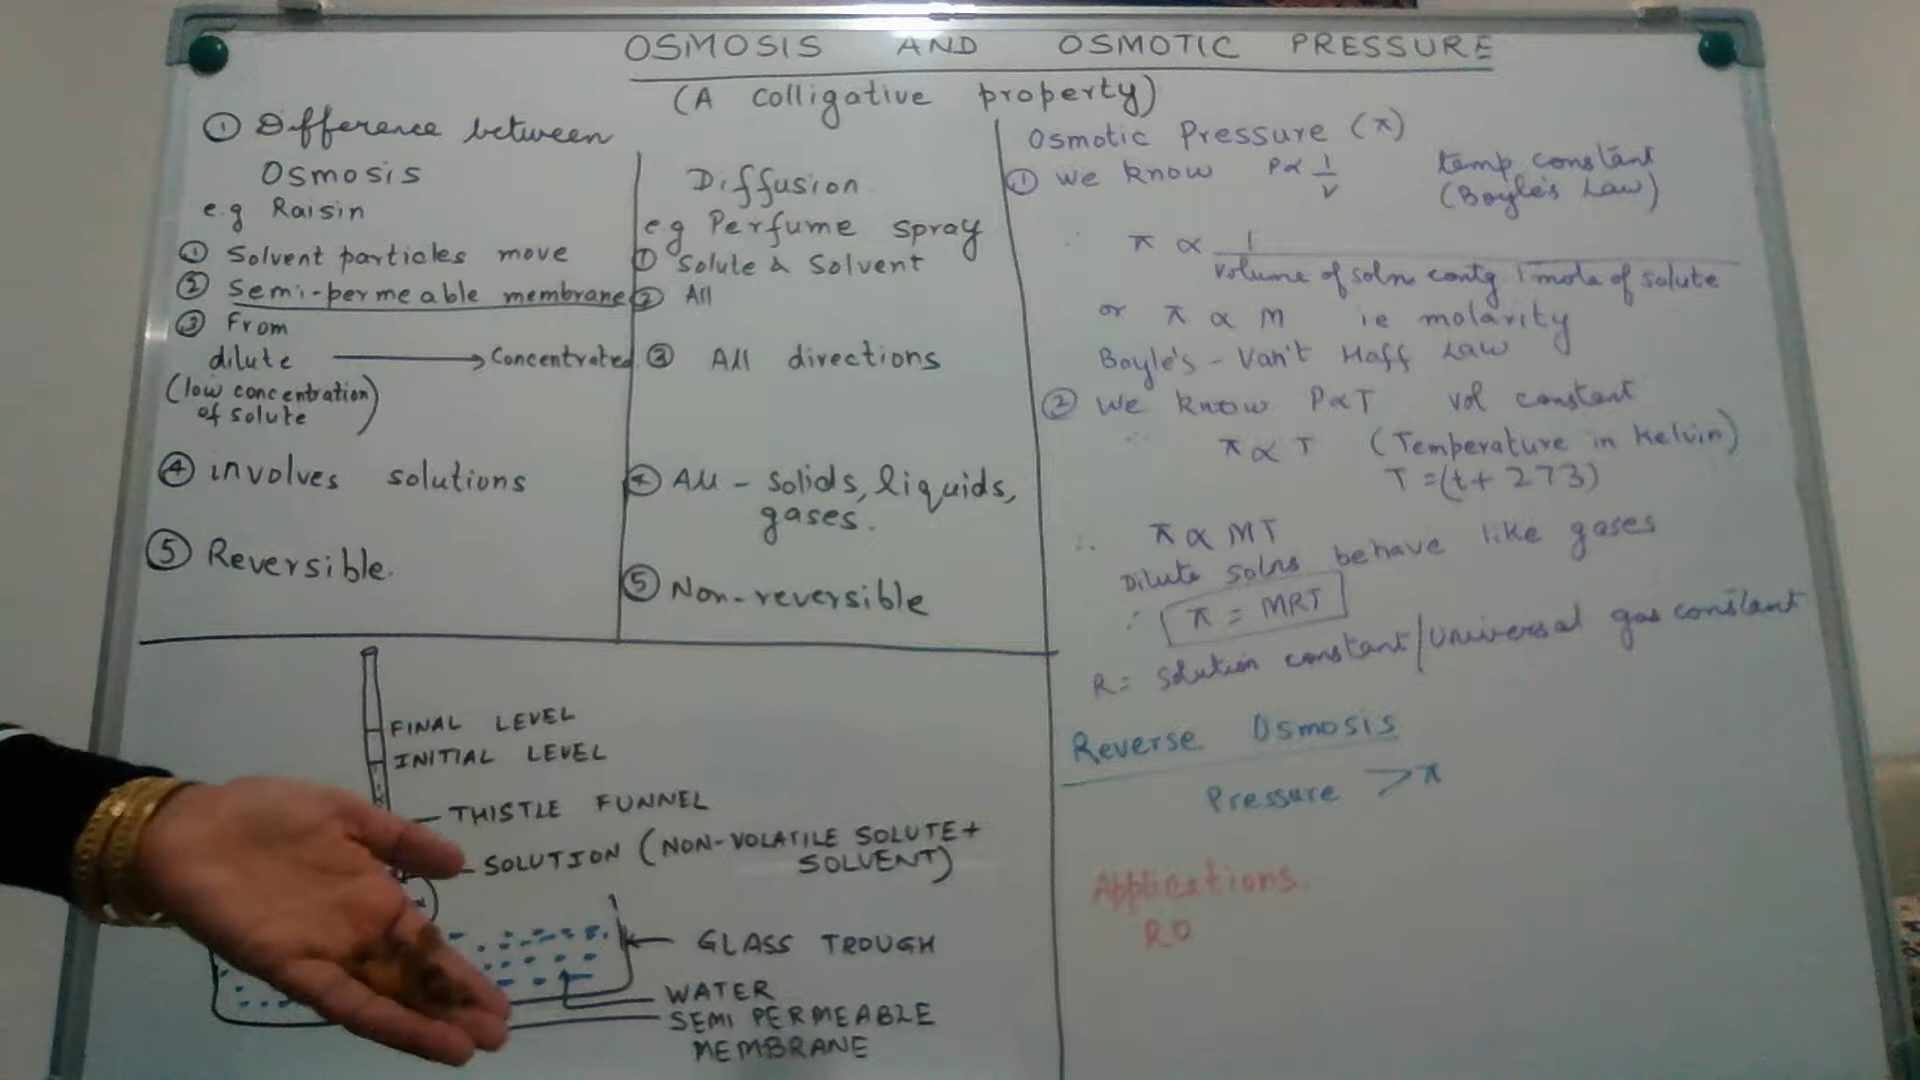 OSMOSIS AND OSMOTIC PRESSURE
(A colligative property)
① Difference between
Osmosis
e.g Raisin
① Solvent particles move
② Semi-permeable membrane
③ From
dilute ⟶ Concentrated
(low concentration
of solute)
④ involves solutions
⑤ Reversible.
Diffusion
eg Perfume spray
① Solute & Solvent
② All
③ All directions
④ All - solids, liquids,
gases.
⑤ Non-reversible
FINAL LEVEL
INITIAL LEVEL
THISTLE FUNNEL
SOLUTION (NON-VOLATILE SOLUTE+
SOLVENT)
GLASS TROUGH
WATER
SEMI PERMEABLE
MEMBRANE
Osmotic Pressure (π)
① We know P∝ 1/V temp constant
(Boyle's Law)
∴ π ∝ 1
volume of soln contg 1 mole of solute
or π ∝ M ie molarity
Boyle's - Van't Hoff Law
② We know P∝T vol constant
∴ π ∝ T (Temperature in Kelvin)
T = (t+273)
∴ π ∝ MT
Dilute solns behave like gases
∴ π = MRT
R = Solution constant/Universal gas constant
Reverse Osmosis
Pressure > π
Applications.
RO